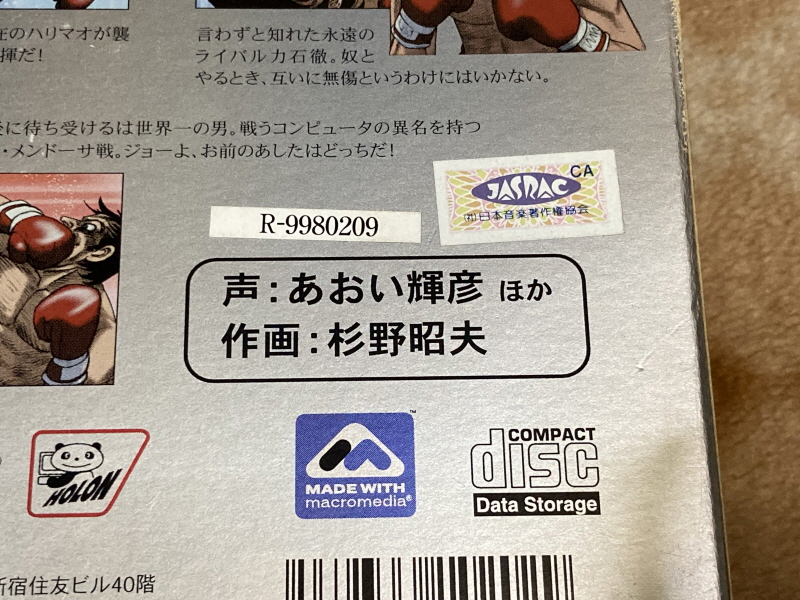 在のハリマオが襲
揮だ!
言わずと知れた永遠の
ライバル力石徹。奴と
やるとき、互いに無傷というわけにはいかない。
に待ち受けるは世界一の男。戦うコンピュータの異名を持つ
・メンドーサ戦。ジョーよ、お前のあしたはどっちだ!
R-9980209
JASRAC
CA
(社)日本音楽著作権協会
声:あおい輝彦 ほか
作画:杉野昭夫
HOLON
MADE WITH
macromedia®
™
COMPACT
disc
Data Storage
新宿住友ビル40階